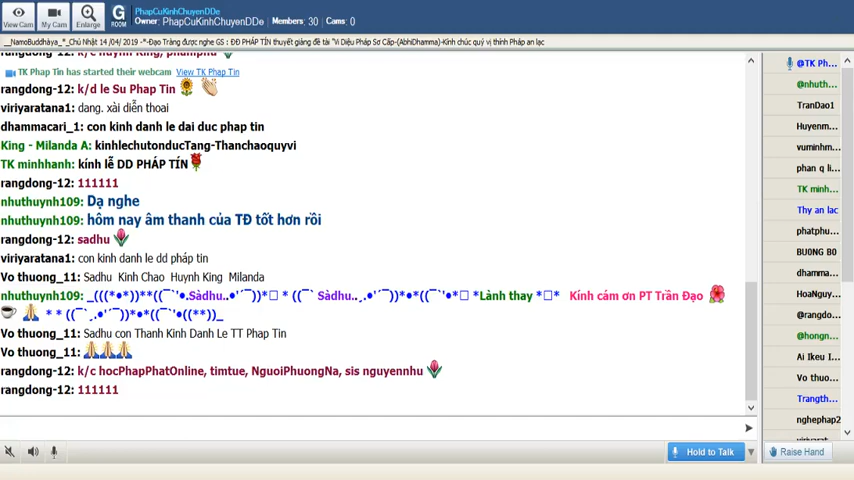 PhapCuKinhChuyenDDe
Owner: PhapCuKinhChuyenDDe Members: 30 Cams: 0
View Cam
My Cam
Enlarge
G
ROOM
__NamoBuddhàya_*_Chủ Nhật 14 /04/ 2019 -*-Đạo Tràng được nghe GS : ĐĐ PHÁP TÍN thuyết giảng đề tài "Vi Diệu Pháp Sơ Cấp-(AbhiDhamma)-Kính chúc quý vị thính Pháp an lạc
rangdong-12: k/c huynh King, phamphu
TK Phap Tin has started their webcam View TK Phap Tin
rangdong-12: k/d le Su Phap Tin
viriyaratana1: dang. xài diễn thoai
dhammacari_1: con kinh danh le dai duc phap tin
King - Milanda A: kinhlechutonducTang-Thanchaoquyvi
TK minhhanh: kính lễ DD PHÁP TÍN
rangdong-12: 111111
nhuthuynh109: Dạ nghe
nhuthuynh109: hôm nay âm thanh của TĐ tốt hơn rồi
rangdong-12: sadhu
viriyaratana1: con kinh danh le dd pháp tin
Vo thuong_11: Sadhu Kinh Chao Huynh King Milanda
nhuthuynh109: _(((*•*))**((¯`'•.Sàdhu..•'´¯))*□ * ((¯` Sàdhu..¸.•'´¯))*•*((¯`'•*□ *Lành thay *□* Kính cám ơn PT Trần Đạo
* * ((¯`¸.•'´¯))*•*((¯`'•((**))_
Vo thuong_11: Sadhu con Thanh Kinh Danh Le TT Phap Tin
Vo thuong_11:
rangdong-12: k/c hocPhapPhatOnline, timtue, NguoiPhuongNa, sis nguyennhu
rangdong-12: 111111
Hold to Talk
@TK Ph...
@nhuth...
TranDao1
Huyenm...
vuminhm...
phan q li...
TK minh...
Thy an lac
phatphu...
BUONG BO
dhamma...
HoaNguy...
@rangdo...
@hongn...
Ai Ikeu I...
Vo thuo...
Trangth...
nghephap2
Raise Hand